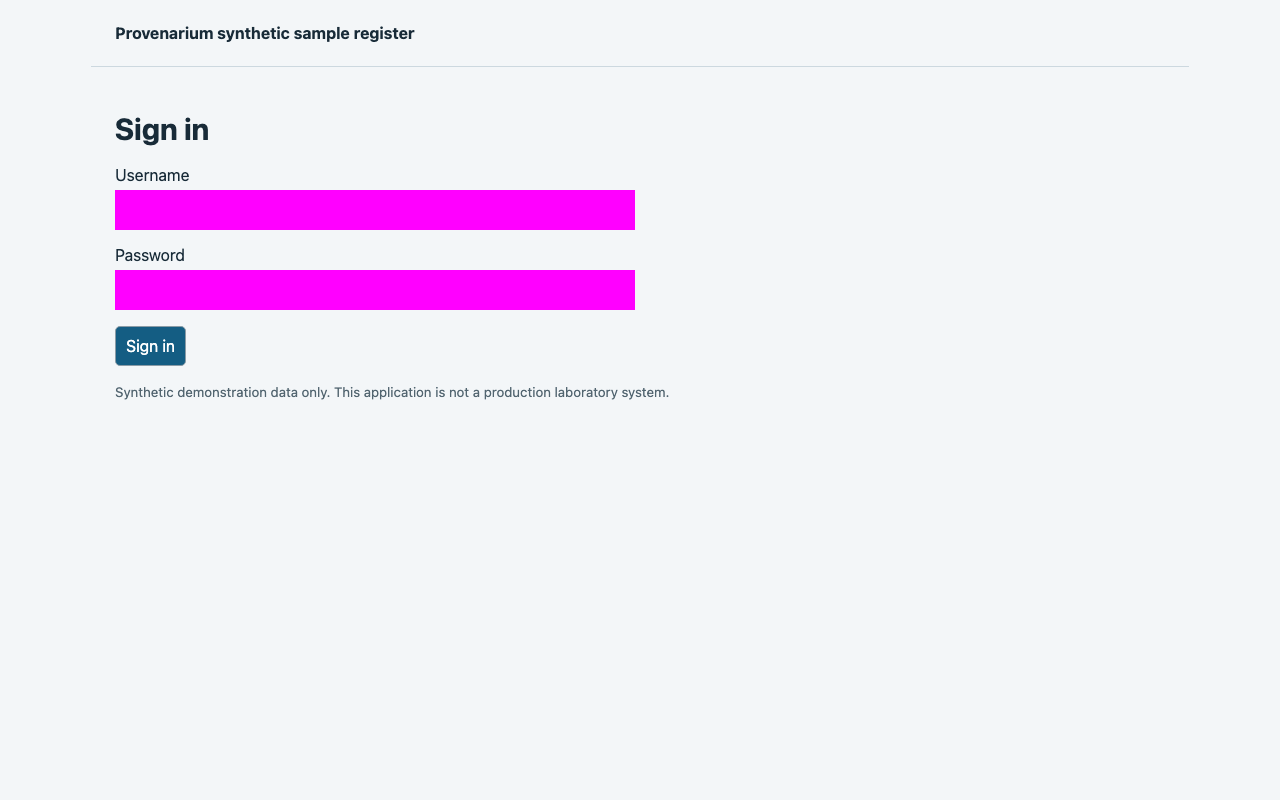 Provenarium synthetic sample register
Sign in
Username
Password
Sign in
Synthetic demonstration data only. This application is not a production laboratory system.